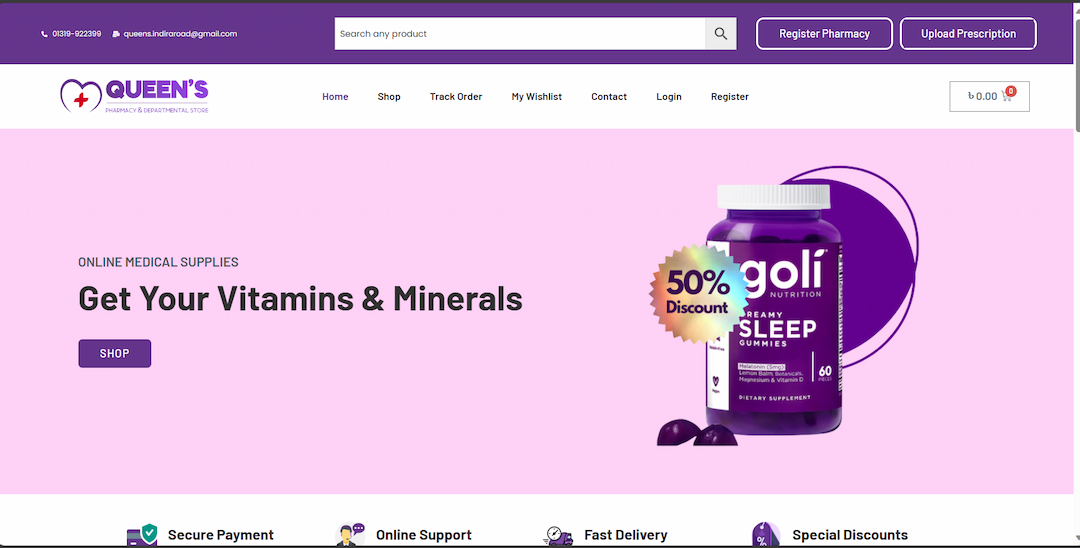 01319-922399 queens.indiraroad@gmail.com
Search any product
Register Pharmacy
Upload Prescription
QUEEN'S
PHARMACY & DEPARTMENTAL STORE
Home Shop Track Order My Wishlist Contact Login Register
৳ 0.00 0
ONLINE MEDICAL SUPPLIES
Get Your Vitamins & Minerals
SHOP
50%
Discount
goli
NUTRITION
DREAMY
SLEEP
GUMMIES
Melatonin (5mg)
Lemon Balm, Botanicals,
Magnesium & Vitamin D
60
PIECES
DIETARY SUPPLEMENT
Secure Payment
Online Support
Fast Delivery
Special Discounts